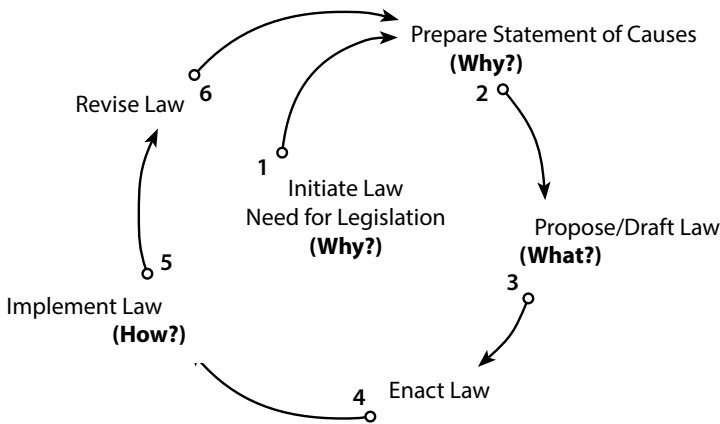 Prepare Statement of Causes
(Why?)
2
6
Revise Law
1
Initiate Law
Need for Legislation
(Why?)
Propose/Draft Law
(What?)
3
5
Implement Law
(How?)
4
Enact Law